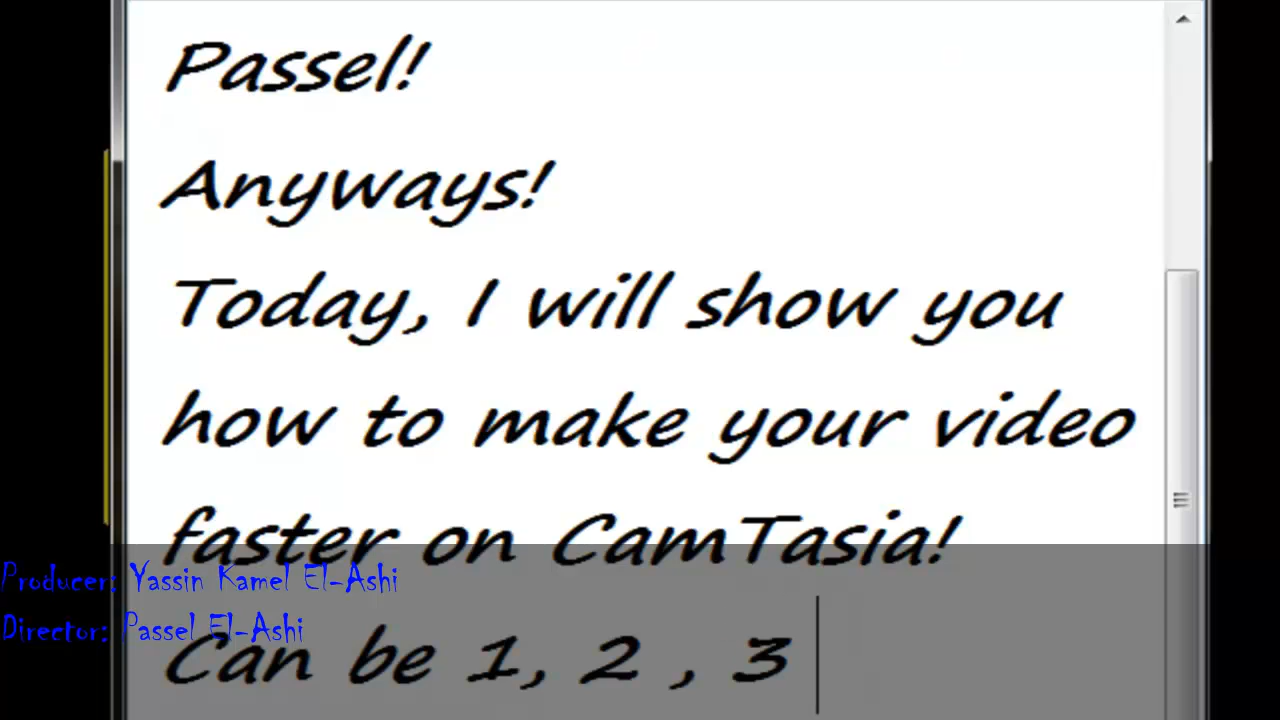 Passel!
Anyways!
Today, I will show you
how to make your video
faster on CamTasia!
Producer: Yassin Kamel El-Ashi
Director: Passel El-Ashi
Can be 1, 2 , 3